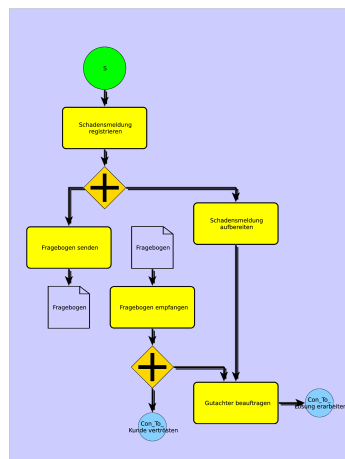 S
Schadensmeldung
registrieren
Schadensmeldung
aufbereiten
Fragebogen senden
Fragebogen
Fragebogen
Fragebogen empfangen
Gutachter beauftragen
Con_To_
Lösung erarbeiten
Con_To_
Kunde vertrösten